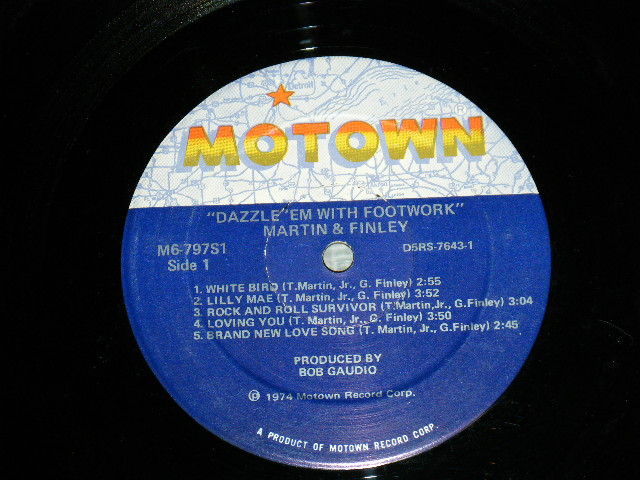 Detroit
MOTOWN®
"DAZZLE"EM WITH FOOTWORK"
MARTIN & FINLEY
M6-797S1
D5RS-7643-1
Side 1
1. WHITE BIRD (T.Martin, Jr., G. Finley) 2:55
2. LILLY MAE (T. Martin, Jr., G. Finley) 3:52
3. ROCK AND ROLL SURVIVOR (T.Martin,Jr., G.Finley) 3:04
4. LOVING YOU (T. Martin, Jr., G. Finley) 3:50
5. BRAND NEW LOVE SONG (T. Martin, Jr., G.Finley) 2:45
PRODUCED BY
BOB GAUDIO
℗ 1974 Motown Record Corp.
A PRODUCT OF MOTOWN RECORD CORP.